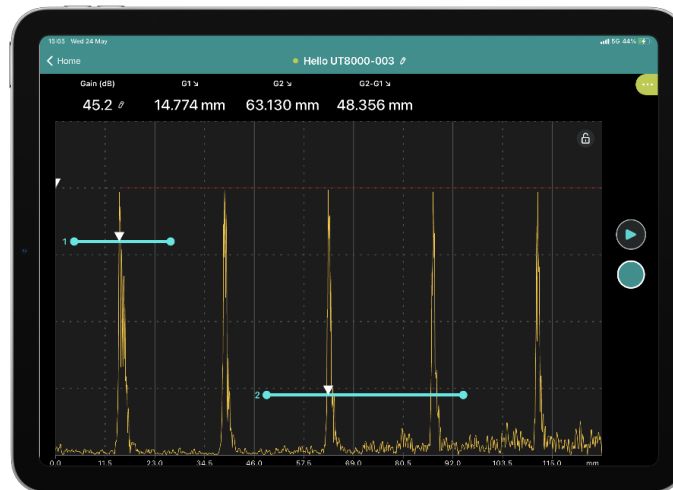 16:05 Wed 24 May
5G 44%
Home
Hello UT8000-003
Gain (dB) G1 ↘ G2 ↘ G2-G1 ↘
45.2 14.774 mm 63.130 mm 48.356 mm
1
2
0.0 11.5 23.0 34.5 46.0 57.5 69.0 80.5 92.0 103.5 115.0 mm